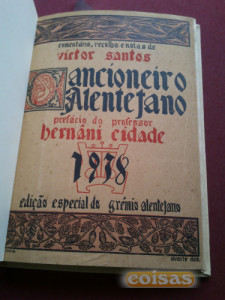 comentário, recolha e notas de
victor santos
Cancioneiro
Alentejano
prefácio do professor
hernâni cidade
1938
edição especial do grémio alentejano
coisas